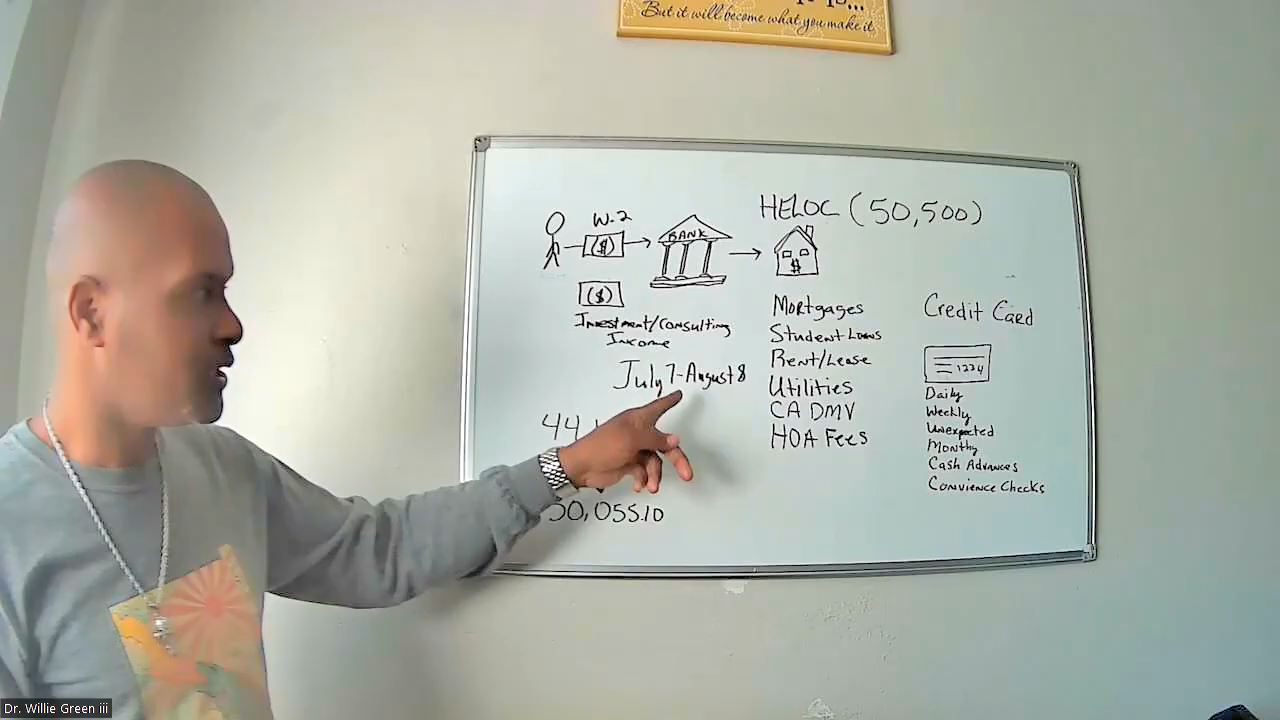 But it will become what you make it
HELOC (50,500)
W-2
($)
BANK
$
($)
Investment/Consulting
Income
July 7-August 8
44
50,055.10
Mortgages
Student Loans
Rent/Lease
Utilities
CA DMV
HOA Fees
Credit Card
1224
Daily
Weekly
Unexpected
Monthy
Cash Advances
Convience Checks
Dr. Willie Green iii